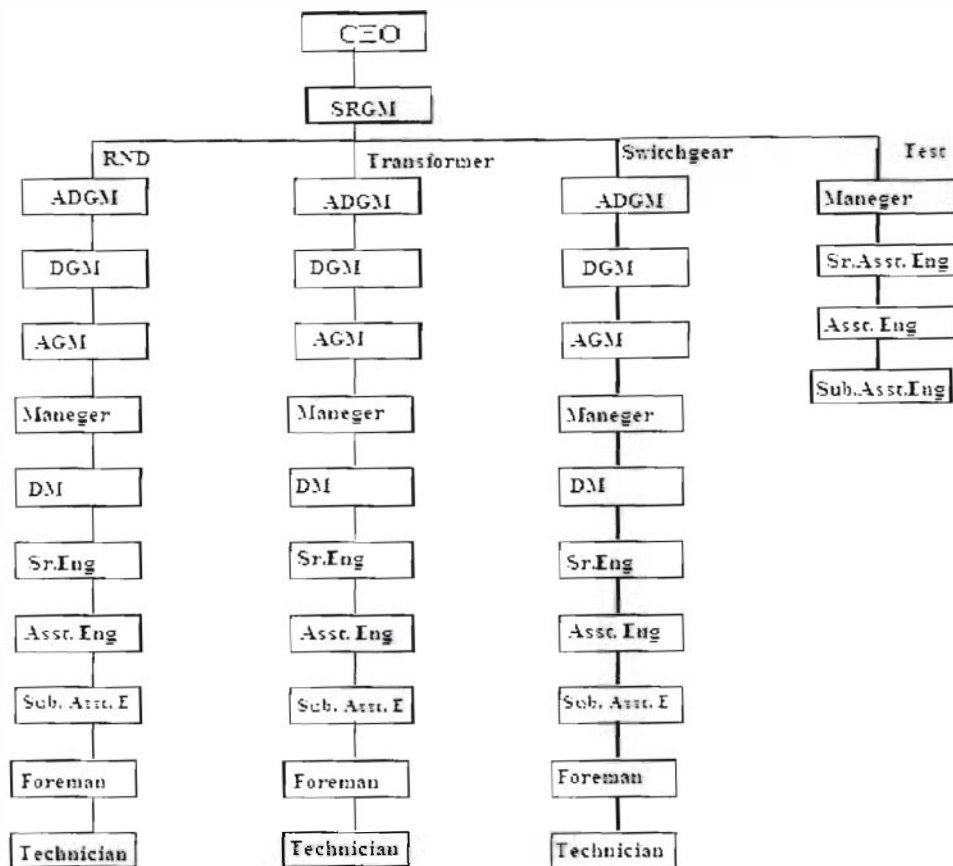 CEO
SRGM
RND
Transformer
Switchgear
Test
ADGM
ADGM
ADGM
Maneger
DGM
DGM
DGM
Sr.Asst. Eng
AGM
AGM
AGM
Asst. Eng
Maneger
Maneger
Maneger
Sub.Asst.Eng
DM
DM
DM
Sr.Eng
Sr.Eng
Sr.Eng
Asst. Eng
Asst. Eng
Asst. Eng
Sub. Asst. E
Sub. Asst. E
Sub. Asst. E
Foreman
Foreman
Foreman
Technician
Technician
Technician